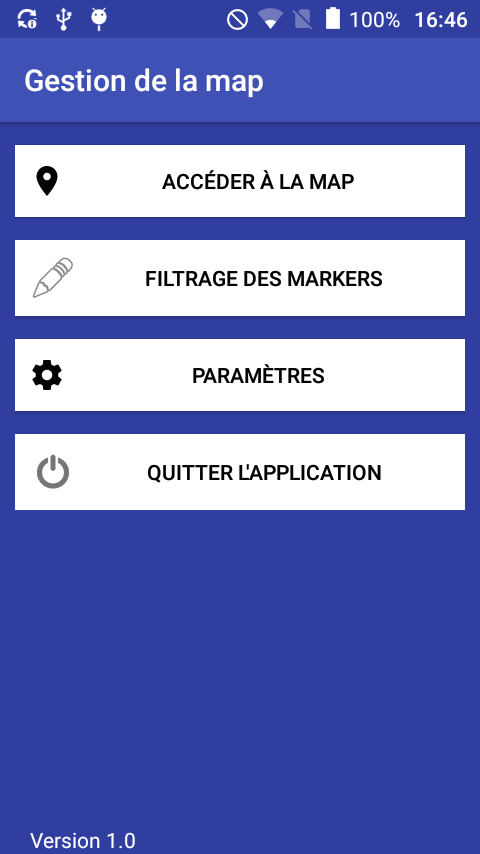 100% 16:46
Gestion de la map
ACCÉDER À LA MAP
FILTRAGE DES MARKERS
PARAMÈTRES
QUITTER L'APPLICATION
Version 1.0